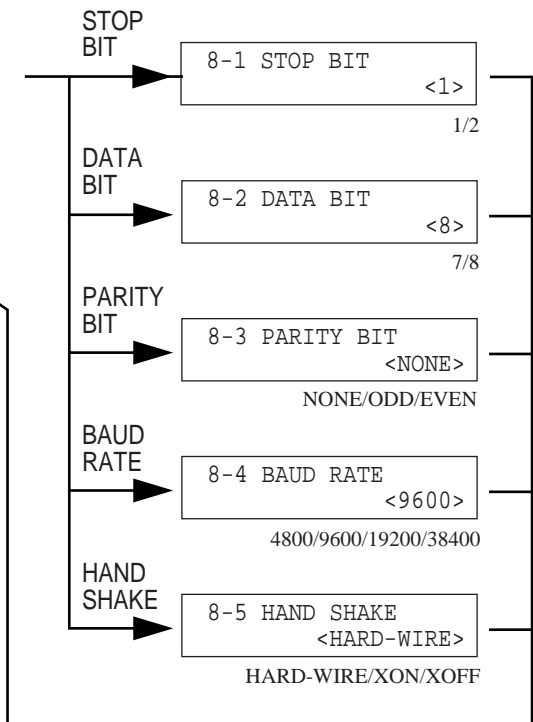 STOP
BIT
8-1 STOP BIT
<1>
1/2
DATA
BIT
8-2 DATA BIT
<8>
7/8
PARITY
BIT
8-3 PARITY BIT
<NONE>
NONE/ODD/EVEN
BAUD
RATE
8-4 BAUD RATE
<9600>
4800/9600/19200/38400
HAND
SHAKE
8-5 HAND SHAKE
<HARD-WIRE>
HARD-WIRE/XON/XOFF